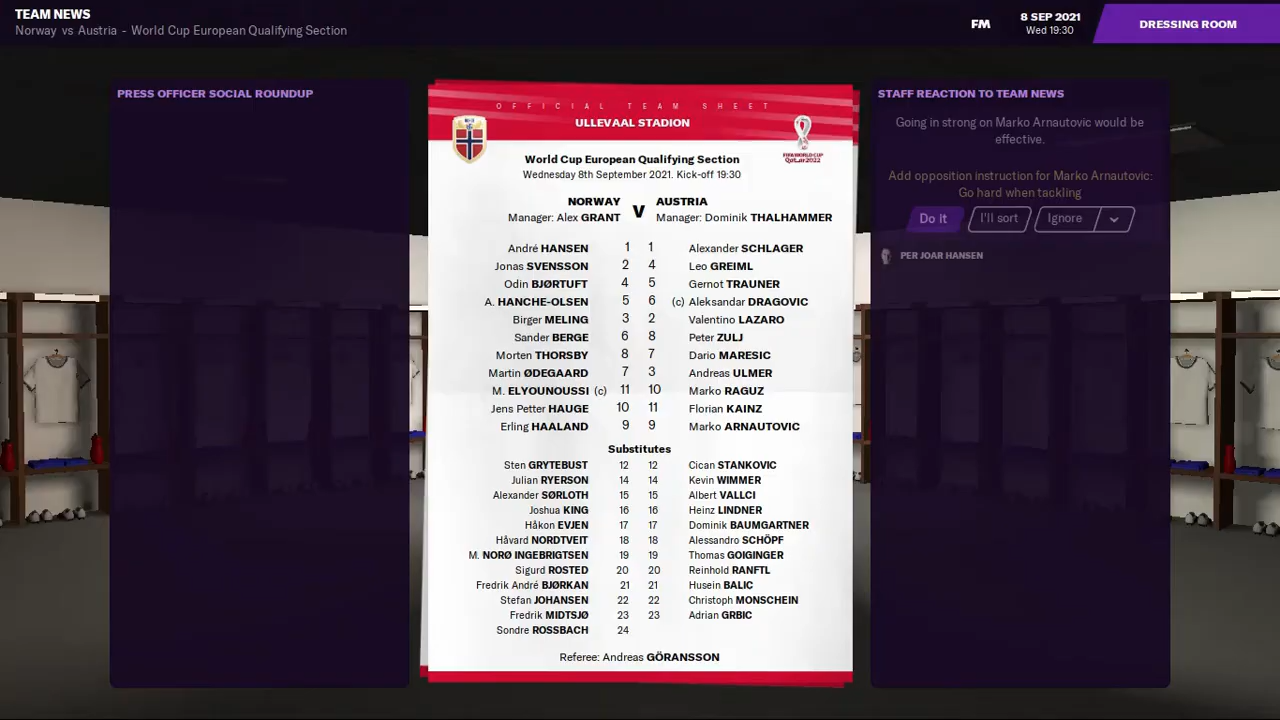 TEAM NEWS
Norway vs Austria - World Cup European Qualifying Section
FM
8 SEP 2021
Wed 19:30
DRESSING ROOM
PRESS OFFICER SOCIAL ROUNDUP
OFFICIAL TEAM SHEET
ULLEVAAL STADION
FIFA WORLD CUP
Qatar2022
World Cup European Qualifying Section
Wednesday 8th September 2021. Kick-off 19:30
NORWAY V AUSTRIA
Manager: Alex GRANT Manager: Dominik THALHAMMER
André HANSEN 1 1 Alexander SCHLAGER
Jonas SVENSSON 2 4 Leo GREIML
Odin BJØRTUFT 4 5 Gernot TRAUNER
A. HANCHE-OLSEN 5 6 (c) Aleksandar DRAGOVIC
Birger MELING 3 2 Valentino LAZARO
Sander BERGE 6 8 Peter ZULJ
Morten THORSBY 8 7 Dario MARESIC
Martin ØDEGAARD 7 3 Andreas ULMER
M. ELYOUNOUSSI (c) 11 10 Marko RAGUZ
Jens Petter HAUGE 10 11 Florian KAINZ
Erling HAALAND 9 9 Marko ARNAUTOVIC
Substitutes
Sten GRYTEBUST 12 12 Cican STANKOVIC
Julian RYERSON 14 14 Kevin WIMMER
Alexander SØRLOTH 15 15 Albert VALLCI
Joshua KING 16 16 Heinz LINDNER
Håkon EVJEN 17 17 Dominik BAUMGARTNER
Håvard NORDTVEIT 18 18 Alessandro SCHÖPF
M. NORØ INGEBRIGTSEN 19 19 Thomas GOIGINGER
Sigurd ROSTED 20 20 Reinhold RANFTL
Fredrik André BJØRKAN 21 21 Husein BALIC
Stefan JOHANSEN 22 22 Christoph MONSCHEIN
Fredrik MIDTSJØ 23 23 Adrian GRBIC
Sondre ROSSBACH 24
Referee: Andreas GÖRANSSON
STAFF REACTION TO TEAM NEWS
Going in strong on Marko Arnautovic would be
effective.
Add opposition instruction for Marko Arnautovic:
Go hard when tackling
Do it I'll sort Ignore
PER JOAR HANSEN